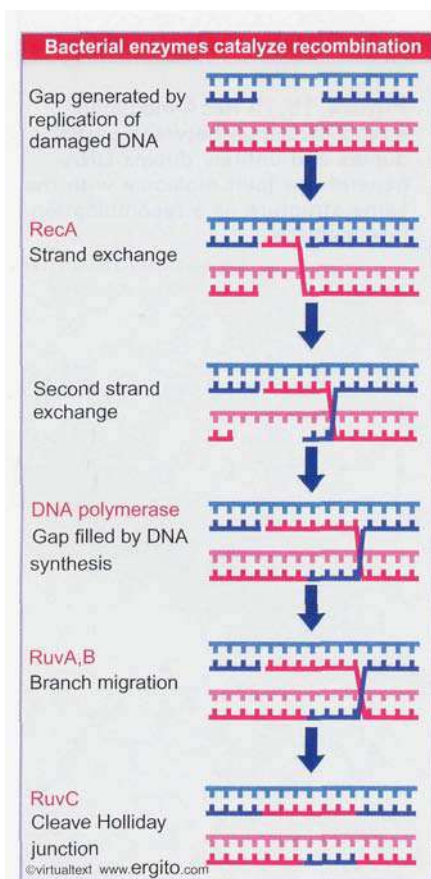 Bacterial enzymes catalyze recombination
Gap generated by
replication of
damaged DNA
RecA
Strand exchange
Second strand
exchange
DNA polymerase
Gap filled by DNA
synthesis
RuvA,B
Branch migration
RuvC
Cleave Holliday
junction
©virtualtext www.ergito.com